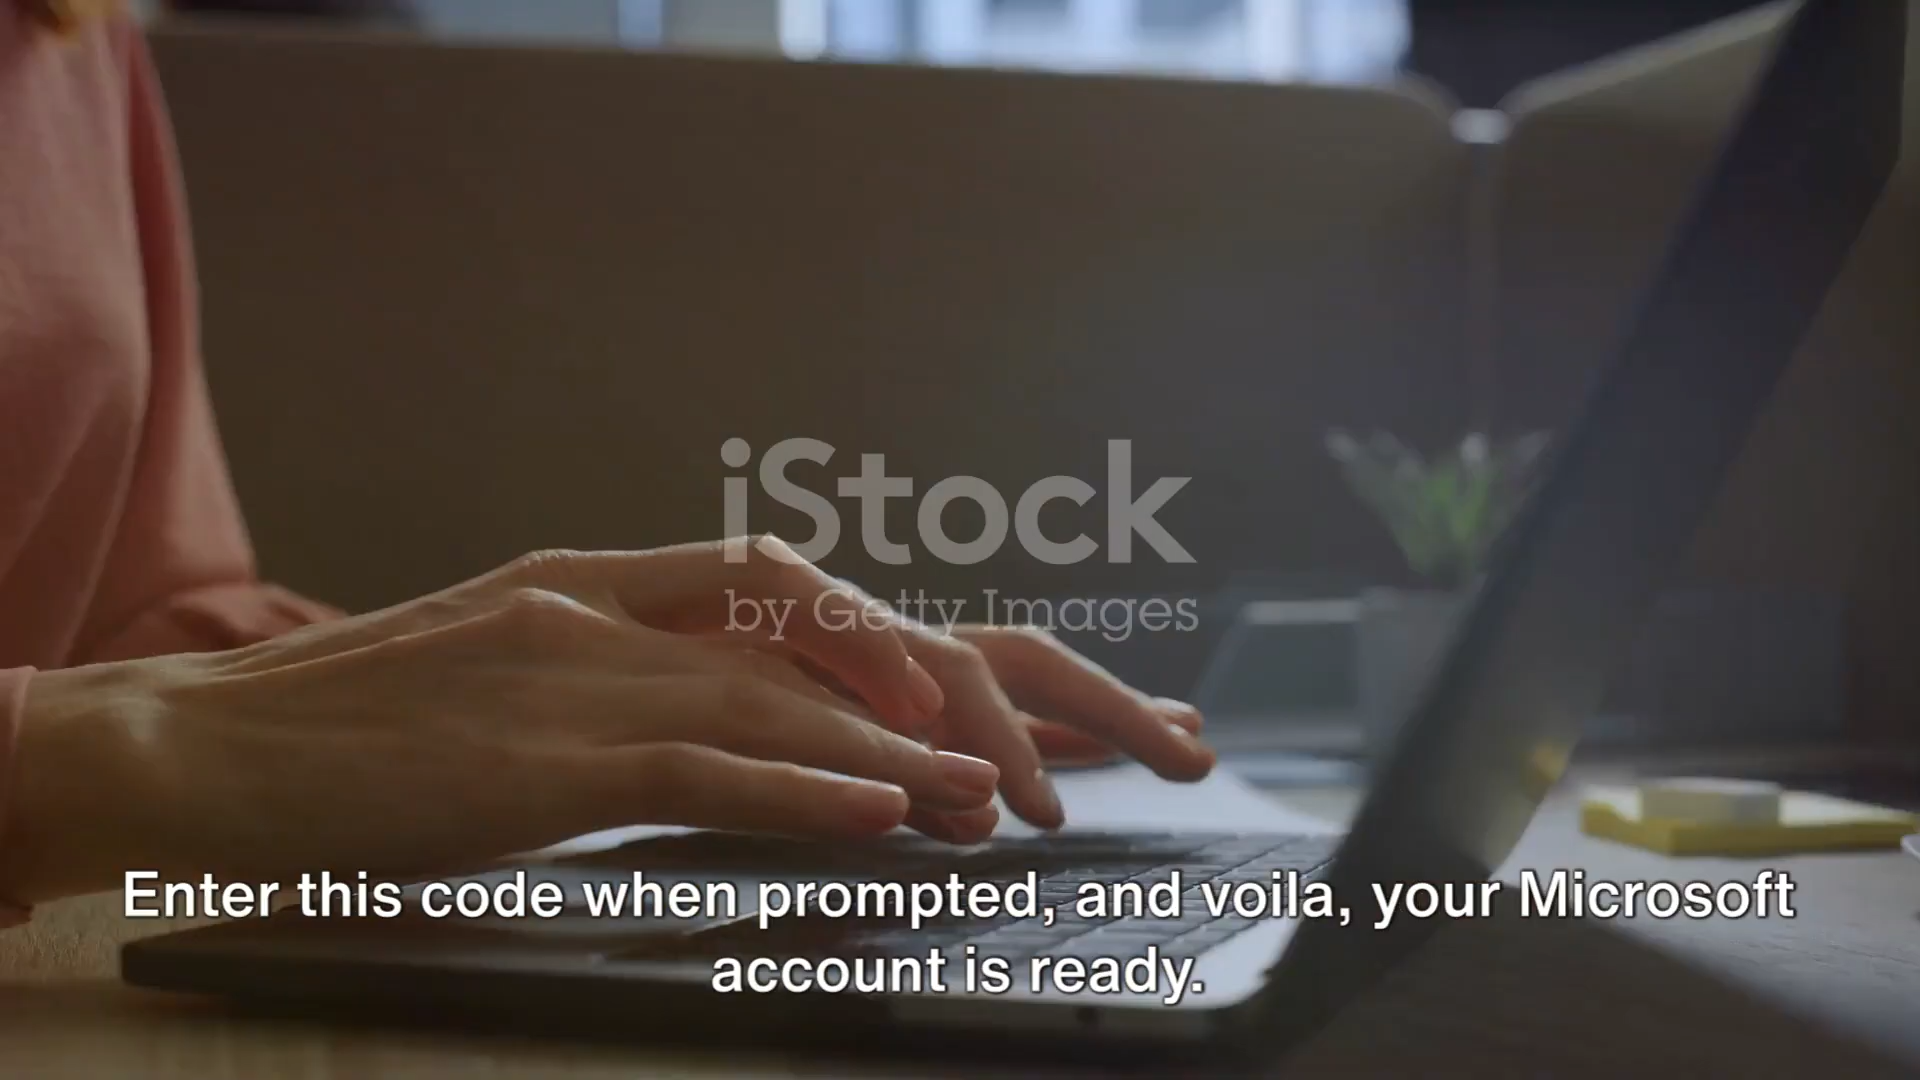 iStock
by Getty Images
Enter this code when prompted, and voila, your Microsoft
account is ready.